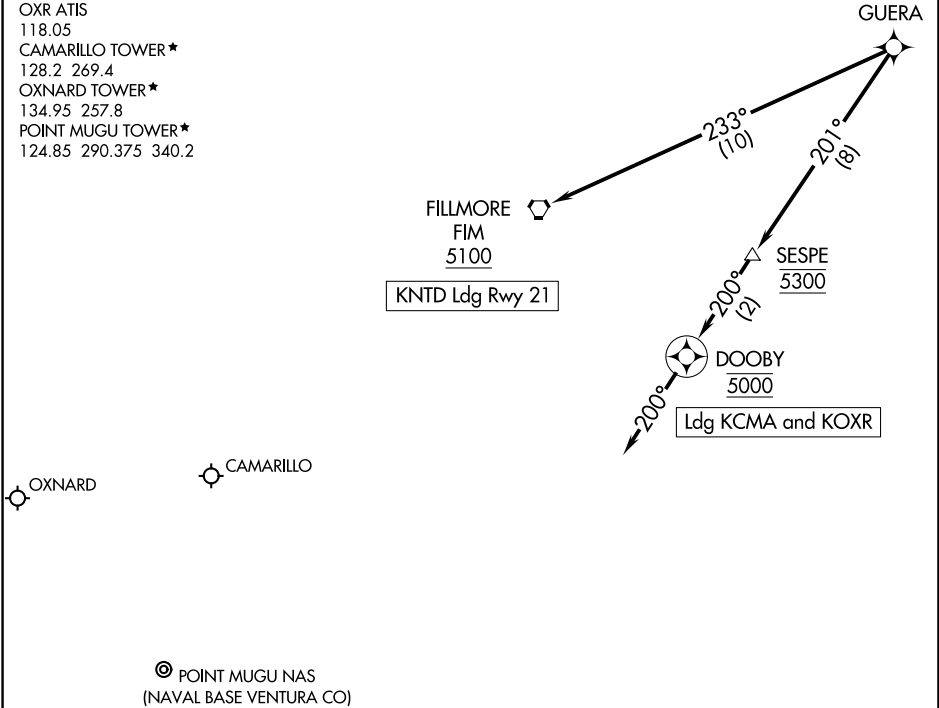 OXR ATIS
118.05
CAMARILLO TOWER★
128.2 269.4
OXNARD TOWER★
134.95 257.8
POINT MUGU TOWER★
124.85 290.375 340.2
GUERA
233°
(10)
201°
(8)
FILLMORE
FIM
5100
KNTD Ldg Rwy 21
SESPE
5300
200°
(2)
DOOBY
5000
Ldg KCMA and KOXR
200°
CAMARILLO
OXNARD
POINT MUGU NAS
(NAVAL BASE VENTURA CO)